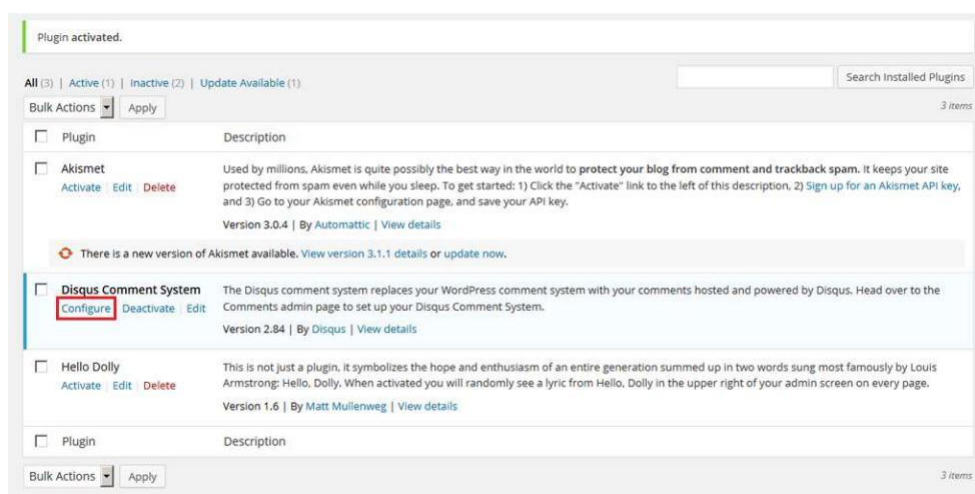 Plugin activated.
All (3) | Active (1) | Inactive (2) | Update Available (1)
Search Installed Plugins
Bulk Actions Apply
3 items
Plugin Description
Akismet
Activate | Edit | Delete
Used by millions, Akismet is quite possibly the best way in the world to protect your blog from comment and trackback spam. It keeps your site
protected from spam even while you sleep. To get started: 1) Click the "Activate" link to the left of this description, 2) Sign up for an Akismet API key,
and 3) Go to your Akismet configuration page, and save your API key.
Version 3.0.4 | By Automattic | View details
There is a new version of Akismet available. View version 3.1.1 details or update now.
Disqus Comment System
Configure Deactivate | Edit
The Disqus comment system replaces your WordPress comment system with your comments hosted and powered by Disqus. Head over to the
Comments admin page to set up your Disqus Comment System.
Version 2.84 | By Disqus | View details
Hello Dolly
Activate | Edit | Delete
This is not just a plugin, it symbolizes the hope and enthusiasm of an entire generation summed up in two words sung most famously by Louis
Armstrong: Hello, Dolly. When activated you will randomly see a lyric from Hello, Dolly in the upper right of your admin screen on every page.
Version 1.6 | By Matt Mullenweg | View details
Plugin Description
Bulk Actions Apply
3 items